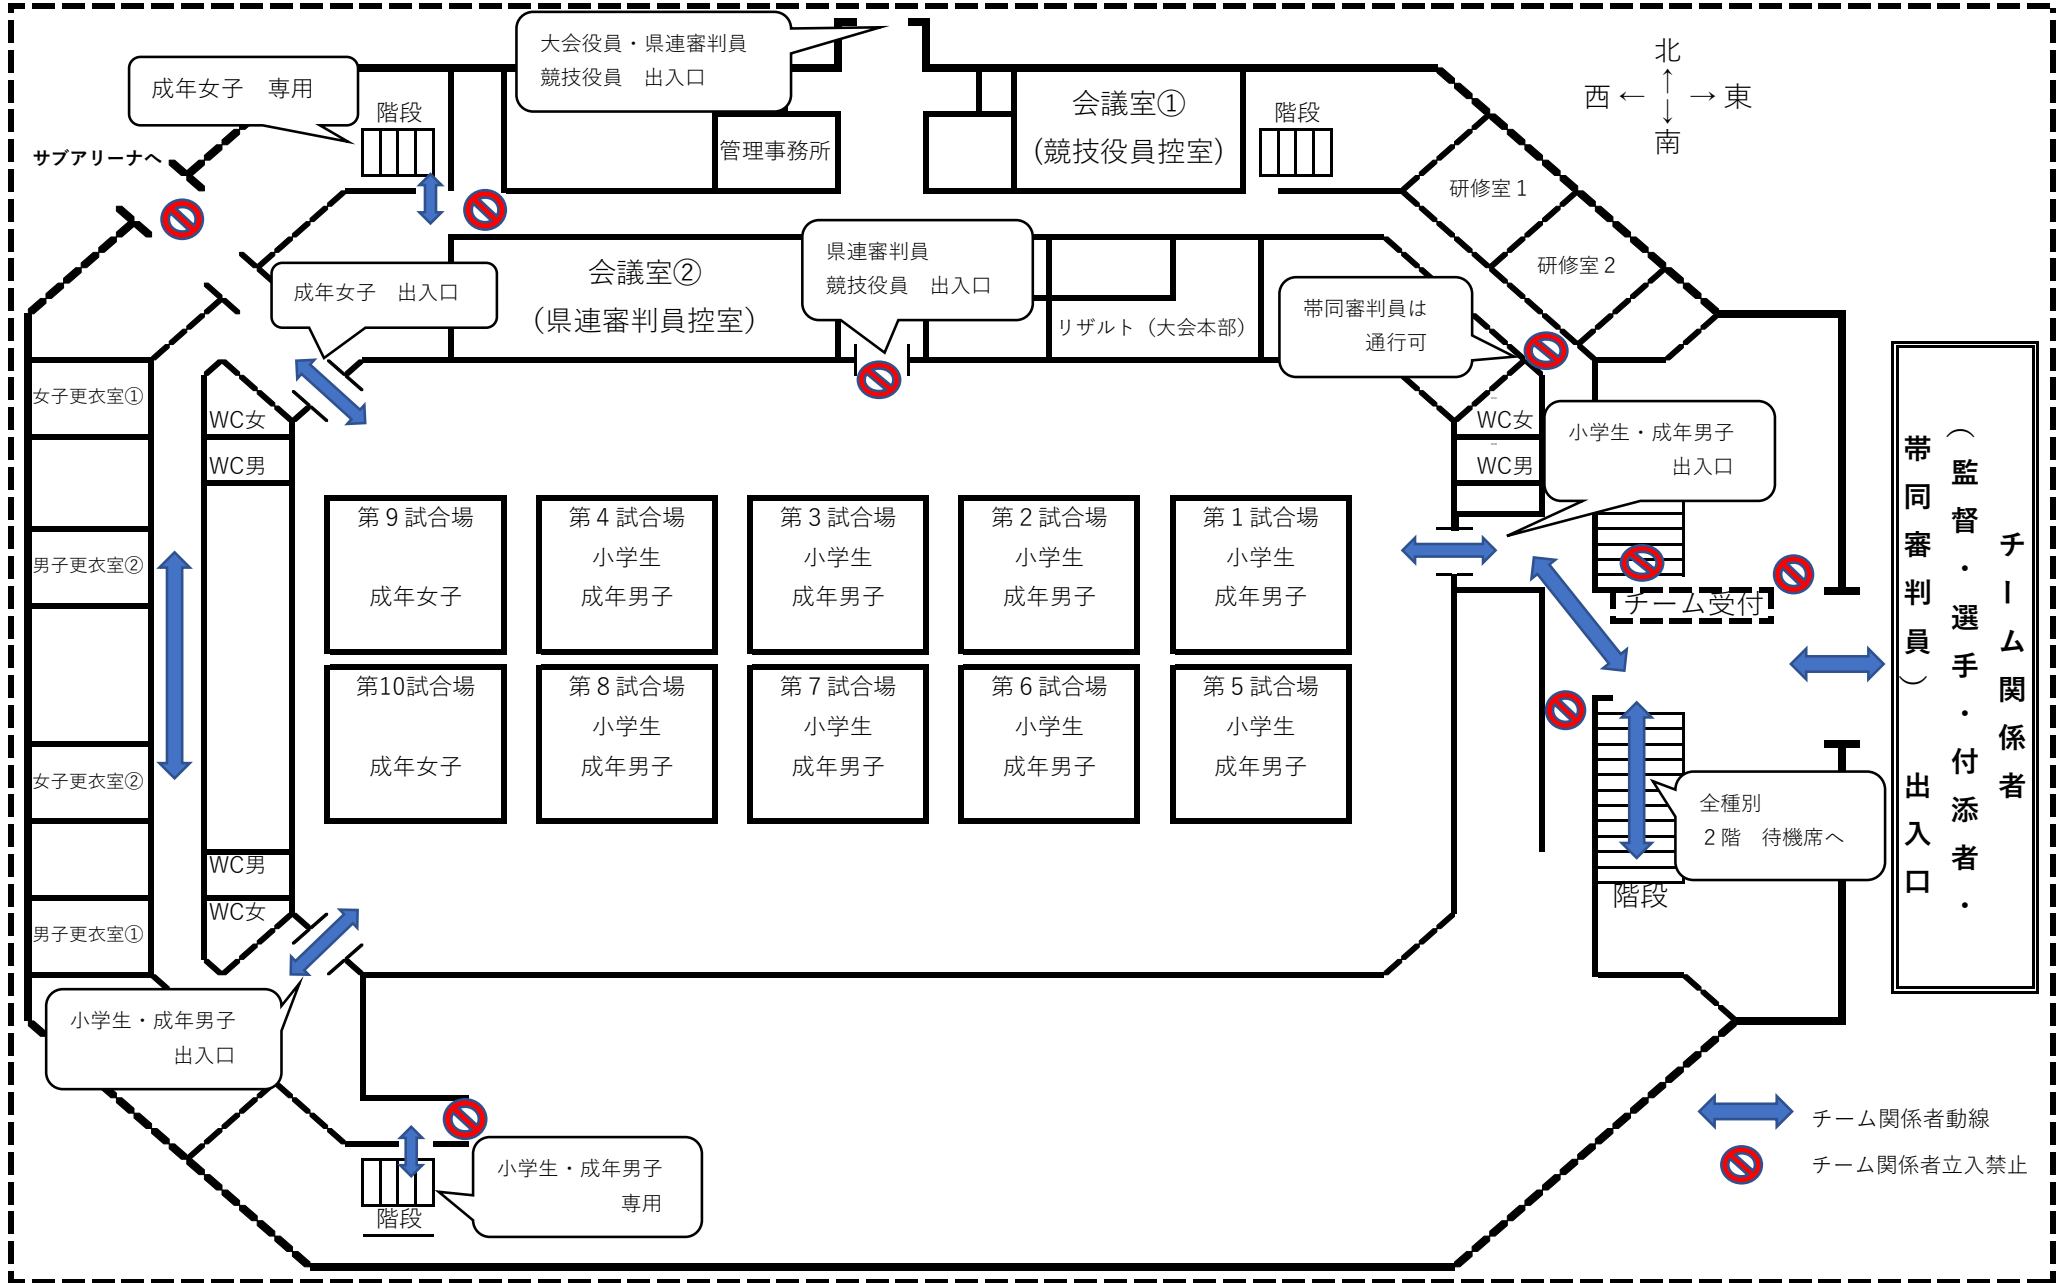 大会役員・県連審判員
競技役員　出入口
成年女子　専用
階段
サブアリーナへ
管理事務所
会議室①
（競技役員控室）
階段
北
西 ← ↑ ↓ → 東
南
研修室１
研修室２
成年女子　出入口
会議室②
（県連審判員控室）
県連審判員
競技役員　出入口
リザルト（大会本部）
帯同審判員は
通行可
女子更衣室①
男子更衣室②
女子更衣室②
男子更衣室①
WC女
WC男
WC男
WC女
WC女
WC男
小学生・成年男子
出入口
第９試合場
成年女子
第４試合場
小学生
成年男子
第３試合場
小学生
成年男子
第２試合場
小学生
成年男子
第１試合場
小学生
成年男子
第10試合場
成年女子
第８試合場
小学生
成年男子
第７試合場
小学生
成年男子
第６試合場
小学生
成年男子
第５試合場
小学生
成年男子
チーム受付
チーム関係者
（監督・選手・付添者・
帯同審判員）　出入口
全種別
２階　待機席へ
階段
小学生・成年男子
出入口
小学生・成年男子
専用
階段
チーム関係者動線
チーム関係者立入禁止